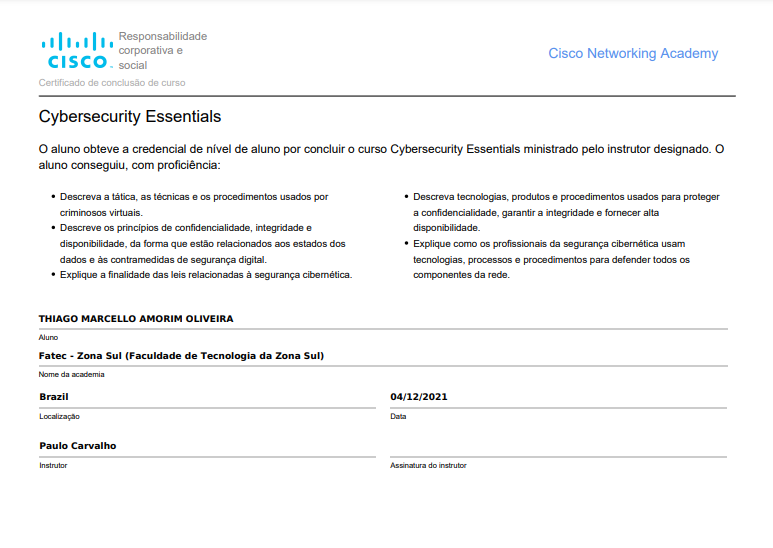 CISCO
Responsabilidade
corporativa e
social
Cisco Networking Academy
Certificado de conclusão de curso
Cybersecurity Essentials
O aluno obteve a credencial de nível de aluno por concluir o curso Cybersecurity Essentials ministrado pelo instrutor designado. O
aluno conseguiu, com proficiência:
• Descreva a tática, as técnicas e os procedimentos usados por
criminosos virtuais.
• Descreve os princípios de confidencialidade, integridade e
disponibilidade, da forma que estão relacionados aos estados dos
dados e às contramedidas de segurança digital.
• Explique a finalidade das leis relacionadas à segurança cibernética.
• Descreva tecnologias, produtos e procedimentos usados para proteger
a confidencialidade, garantir a integridade e fornecer alta
disponibilidade.
• Explique como os profissionais da segurança cibernética usam
tecnologias, processos e procedimentos para defender todos os
componentes da rede.
THIAGO MARCELLO AMORIM OLIVEIRA
Aluno
Fatec - Zona Sul (Faculdade de Tecnologia da Zona Sul)
Nome da academia
Brazil
Localização
04/12/2021
Data
Paulo Carvalho
Instrutor
Assinatura do instrutor